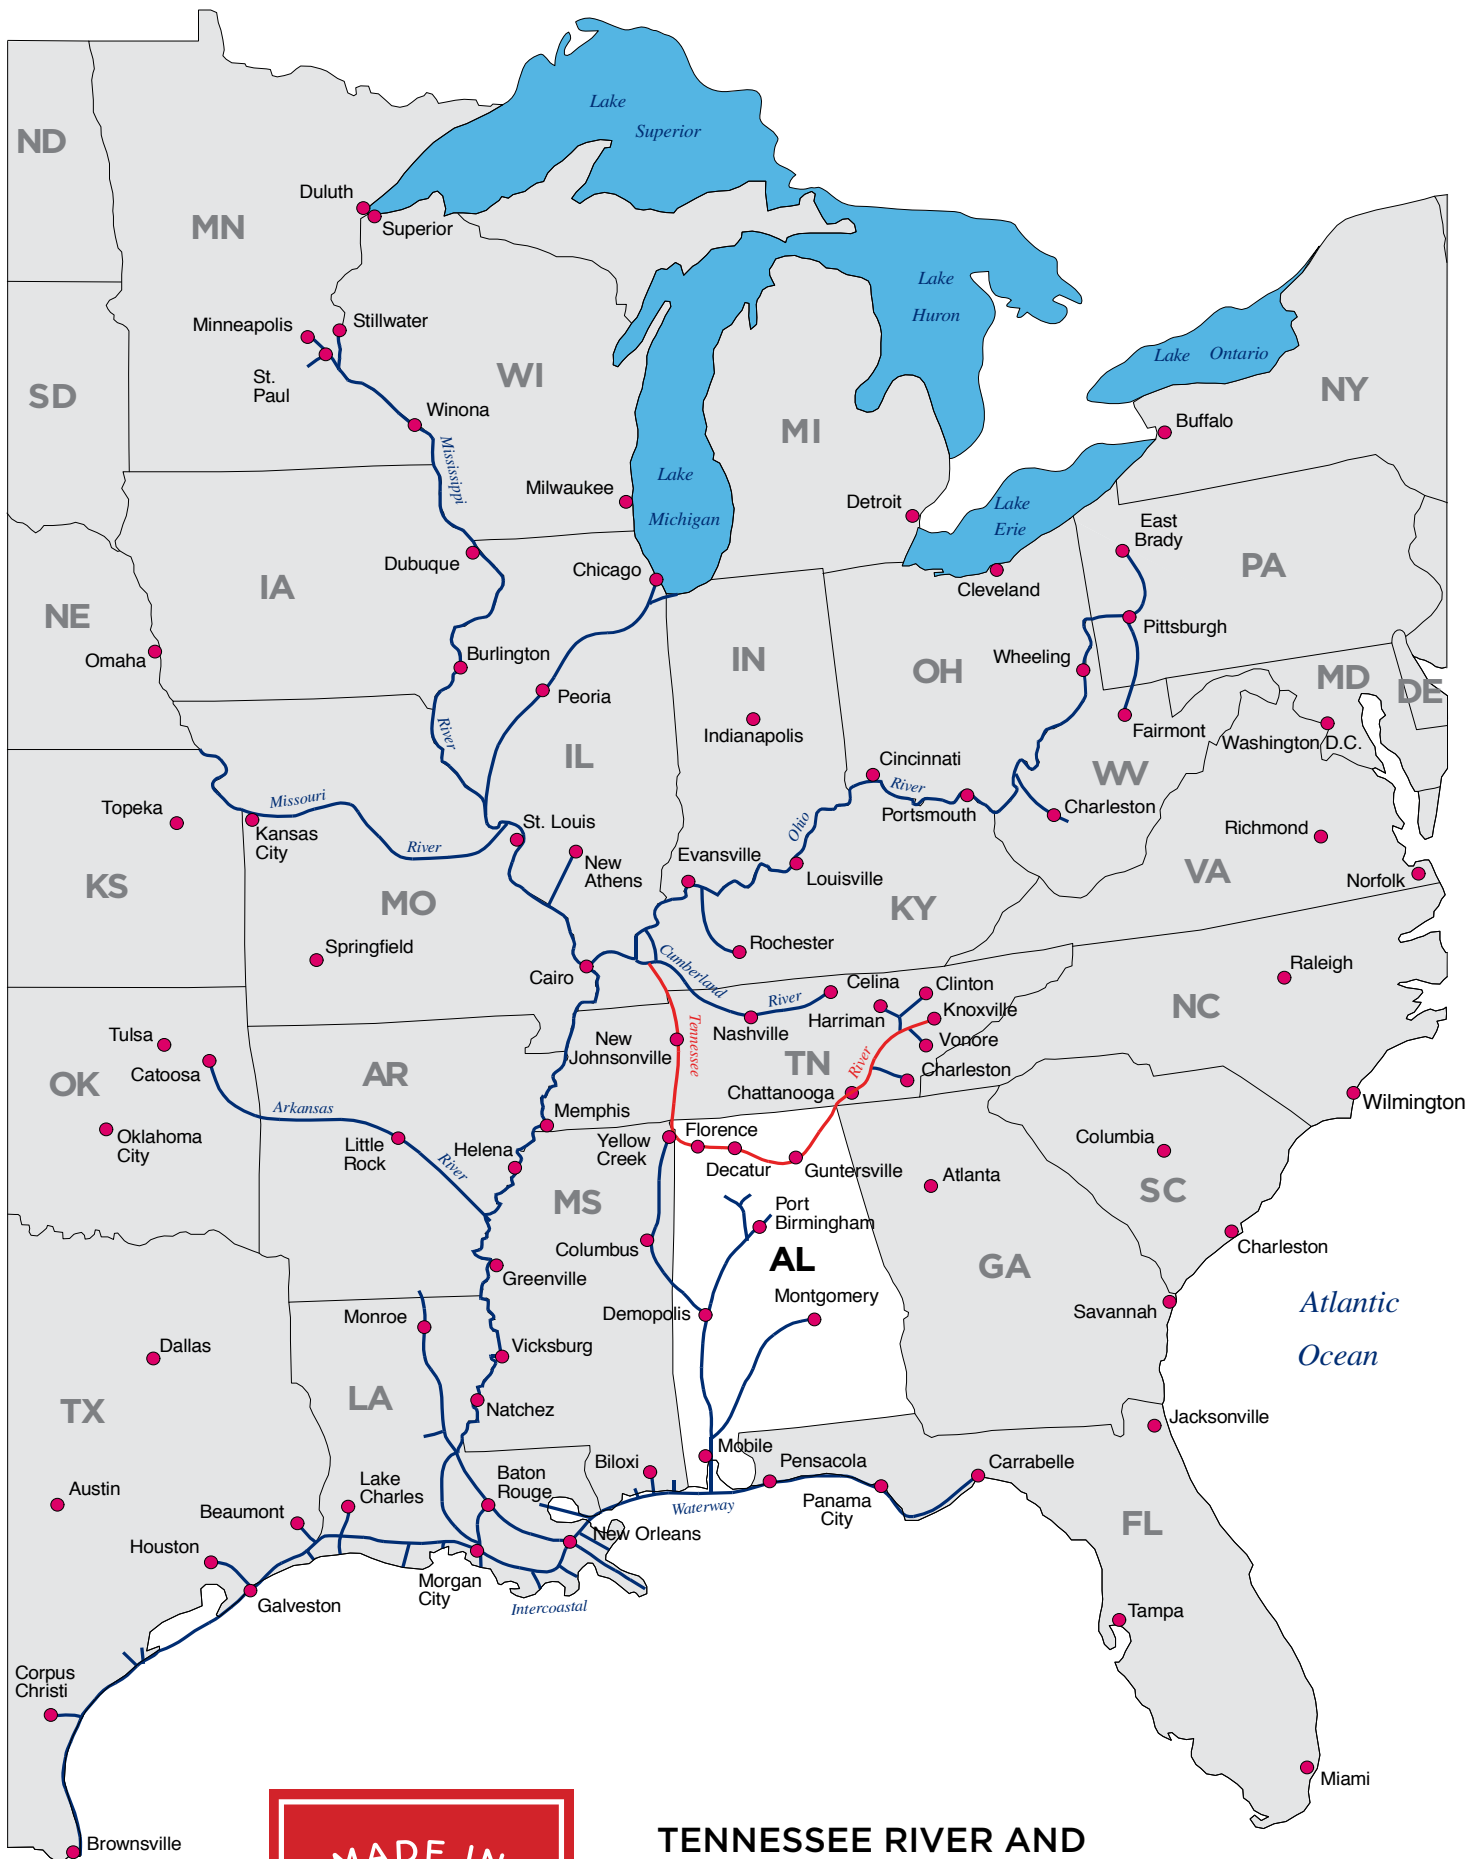 Lake
Superior
ND
Duluth
MN
Superior
Lake
Huron
Minneapolis
Stillwater
Lake Ontario
St.
Paul
WI
SD
NY
Winona
MI
Buffalo
Mississippi
Lake
Michigan
Milwaukee
Detroit
Lake
Erie
East
Brady
Dubuque
Chicago
PA
IA
Cleveland
NE
Pittsburgh
Omaha
Burlington
IN
OH
Wheeling
MD
DE
Peoria
River
Indianapolis
Fairmont
Washington D.C.
IL
Cincinnati
River
WV
Topeka
Missouri
Kansas
City
River
St. Louis
Ohio
Portsmouth
Charleston
Richmond
New
Athens
Evansville
Louisville
VA
Norfolk
KS
MO
KY
Springfield
Rochester
Cairo
Cumberland
River
Celina
Clinton
Raleigh
Harriman
Knoxville
NC
Tulsa
New
Johnsonville
Tennessee
Nashville
Vonore
Catoosa
AR
TN
River
Charleston
OK
Chattanooga
Arkansas
Memphis
Wilmington
Oklahoma
City
Little
Rock
Helena
River
Yellow
Creek
Florence
Columbia
Decatur
Guntersville
Atlanta
SC
MS
Port
Birmingham
Columbus
AL
Charleston
Greenville
GA
Montgomery
Atlantic
Ocean
Monroe
Demopolis
Savannah
Dallas
Vicksburg
LA
TX
Natchez
Jacksonville
Mobile
Biloxi
Pensacola
Carrabelle
Austin
Lake
Charles
Baton
Rouge
Waterway
Panama
City
Beaumont
FL
Houston
New Orleans
Morgan
City
Galveston
Intercoastal
Tampa
Corpus
Christi
Miami
Brownsville
MADE IN
TENNESSEE RIVER AND